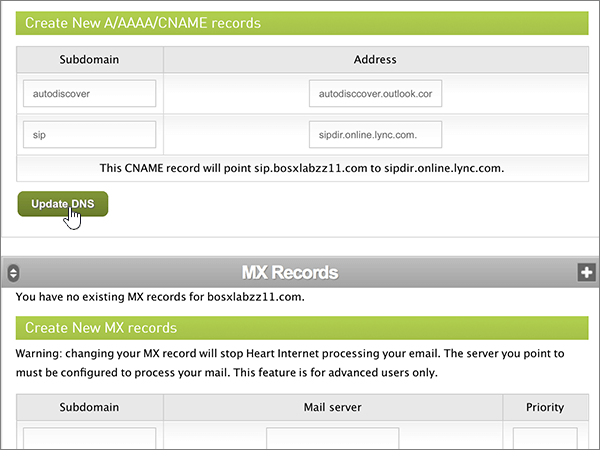 Create New A/AAAA/CNAME records
Subdomain Address
autodiscover autodisccover.outlook.cor
sip sipdir.online.lync.com.
This CNAME record will point sip.bosxlabzz11.com to sipdir.online.lync.com.
Update DNS
MX Records
You have no existing MX records for bosxlabzz11.com.
Create New MX records
Warning: changing your MX record will stop Heart Internet processing your email. The server you point to
must be configured to process your mail. This feature is for advanced users only.
Subdomain Mail server Priority